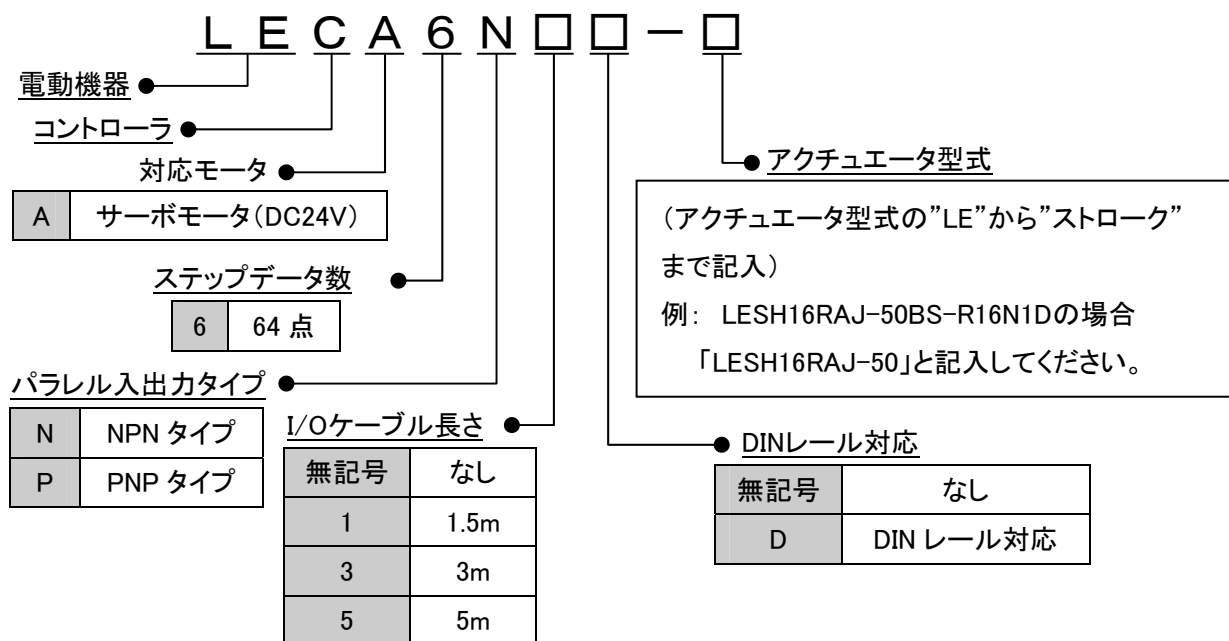 LECA6N□□－□
電動機器
コントローラ
対応モータ
A サーボモータ（DC24V）
ステップデータ数
6 64 点
パラレル入出力タイプ
N NPN タイプ
P PNP タイプ
I/Oケーブル長さ
無記号 なし
1 1.5m
3 3m
5 5m
アクチュエータ型式
（アクチュエータ型式の”LE”から”ストローク”
まで記入）
例： LESH16RAJ-50BS-R16N1Dの場合
「LESH16RAJ-50」と記入してください。
DINレール対応
無記号 なし
D DIN レール対応